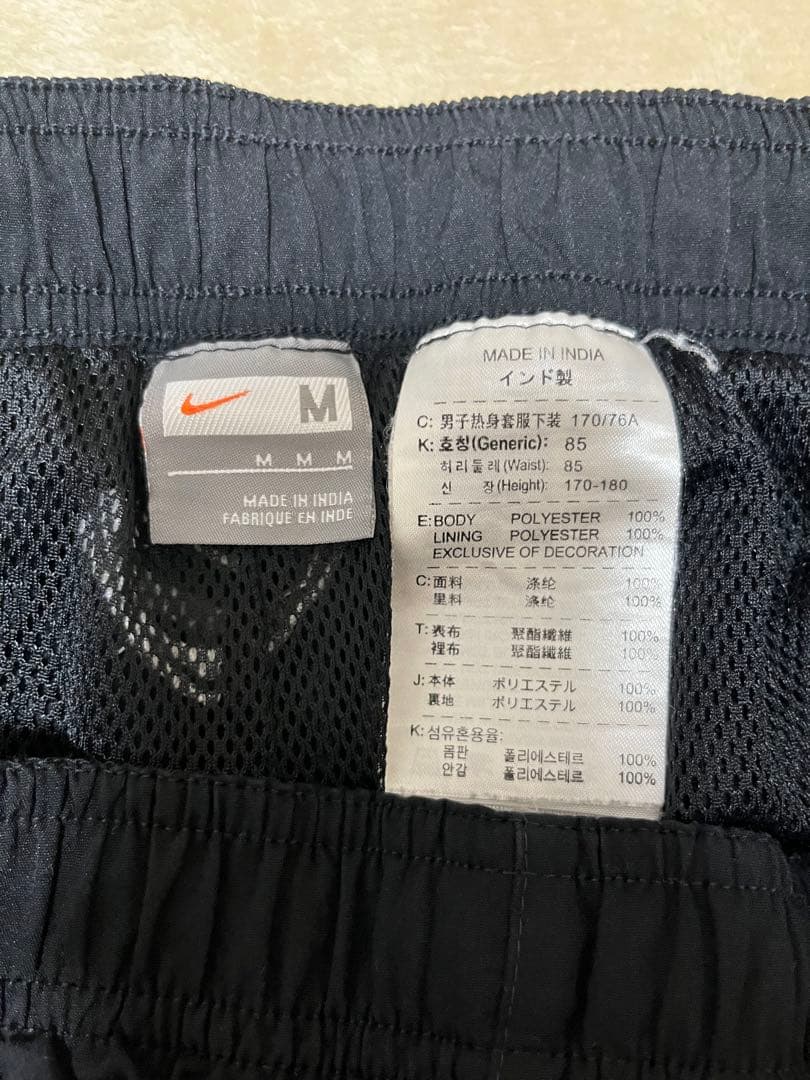 M
M M M
MADE IN INDIA
FABRIQUE EN INDE
MADE IN INDIA
インド製
C: 男子热身套服下装 170/76A
K: 호칭(Generic): 85
허리둘레(Waist): 85
신 장(Height): 170-180
E: BODY POLYESTER 100%
LINING POLYESTER 100%
EXCLUSIVE OF DECORATION
C: 面料 涤纶 100%
里料 涤纶 100%
T: 表布 聚酯纖維 100%
裡布 聚酯纖維 100%
J: 本体 ポリエステル 100%
裏地 ポリエステル 100%
K: 섬유혼용율:
몸판 폴리에스테르 100%
안감 폴리에스테르 100%